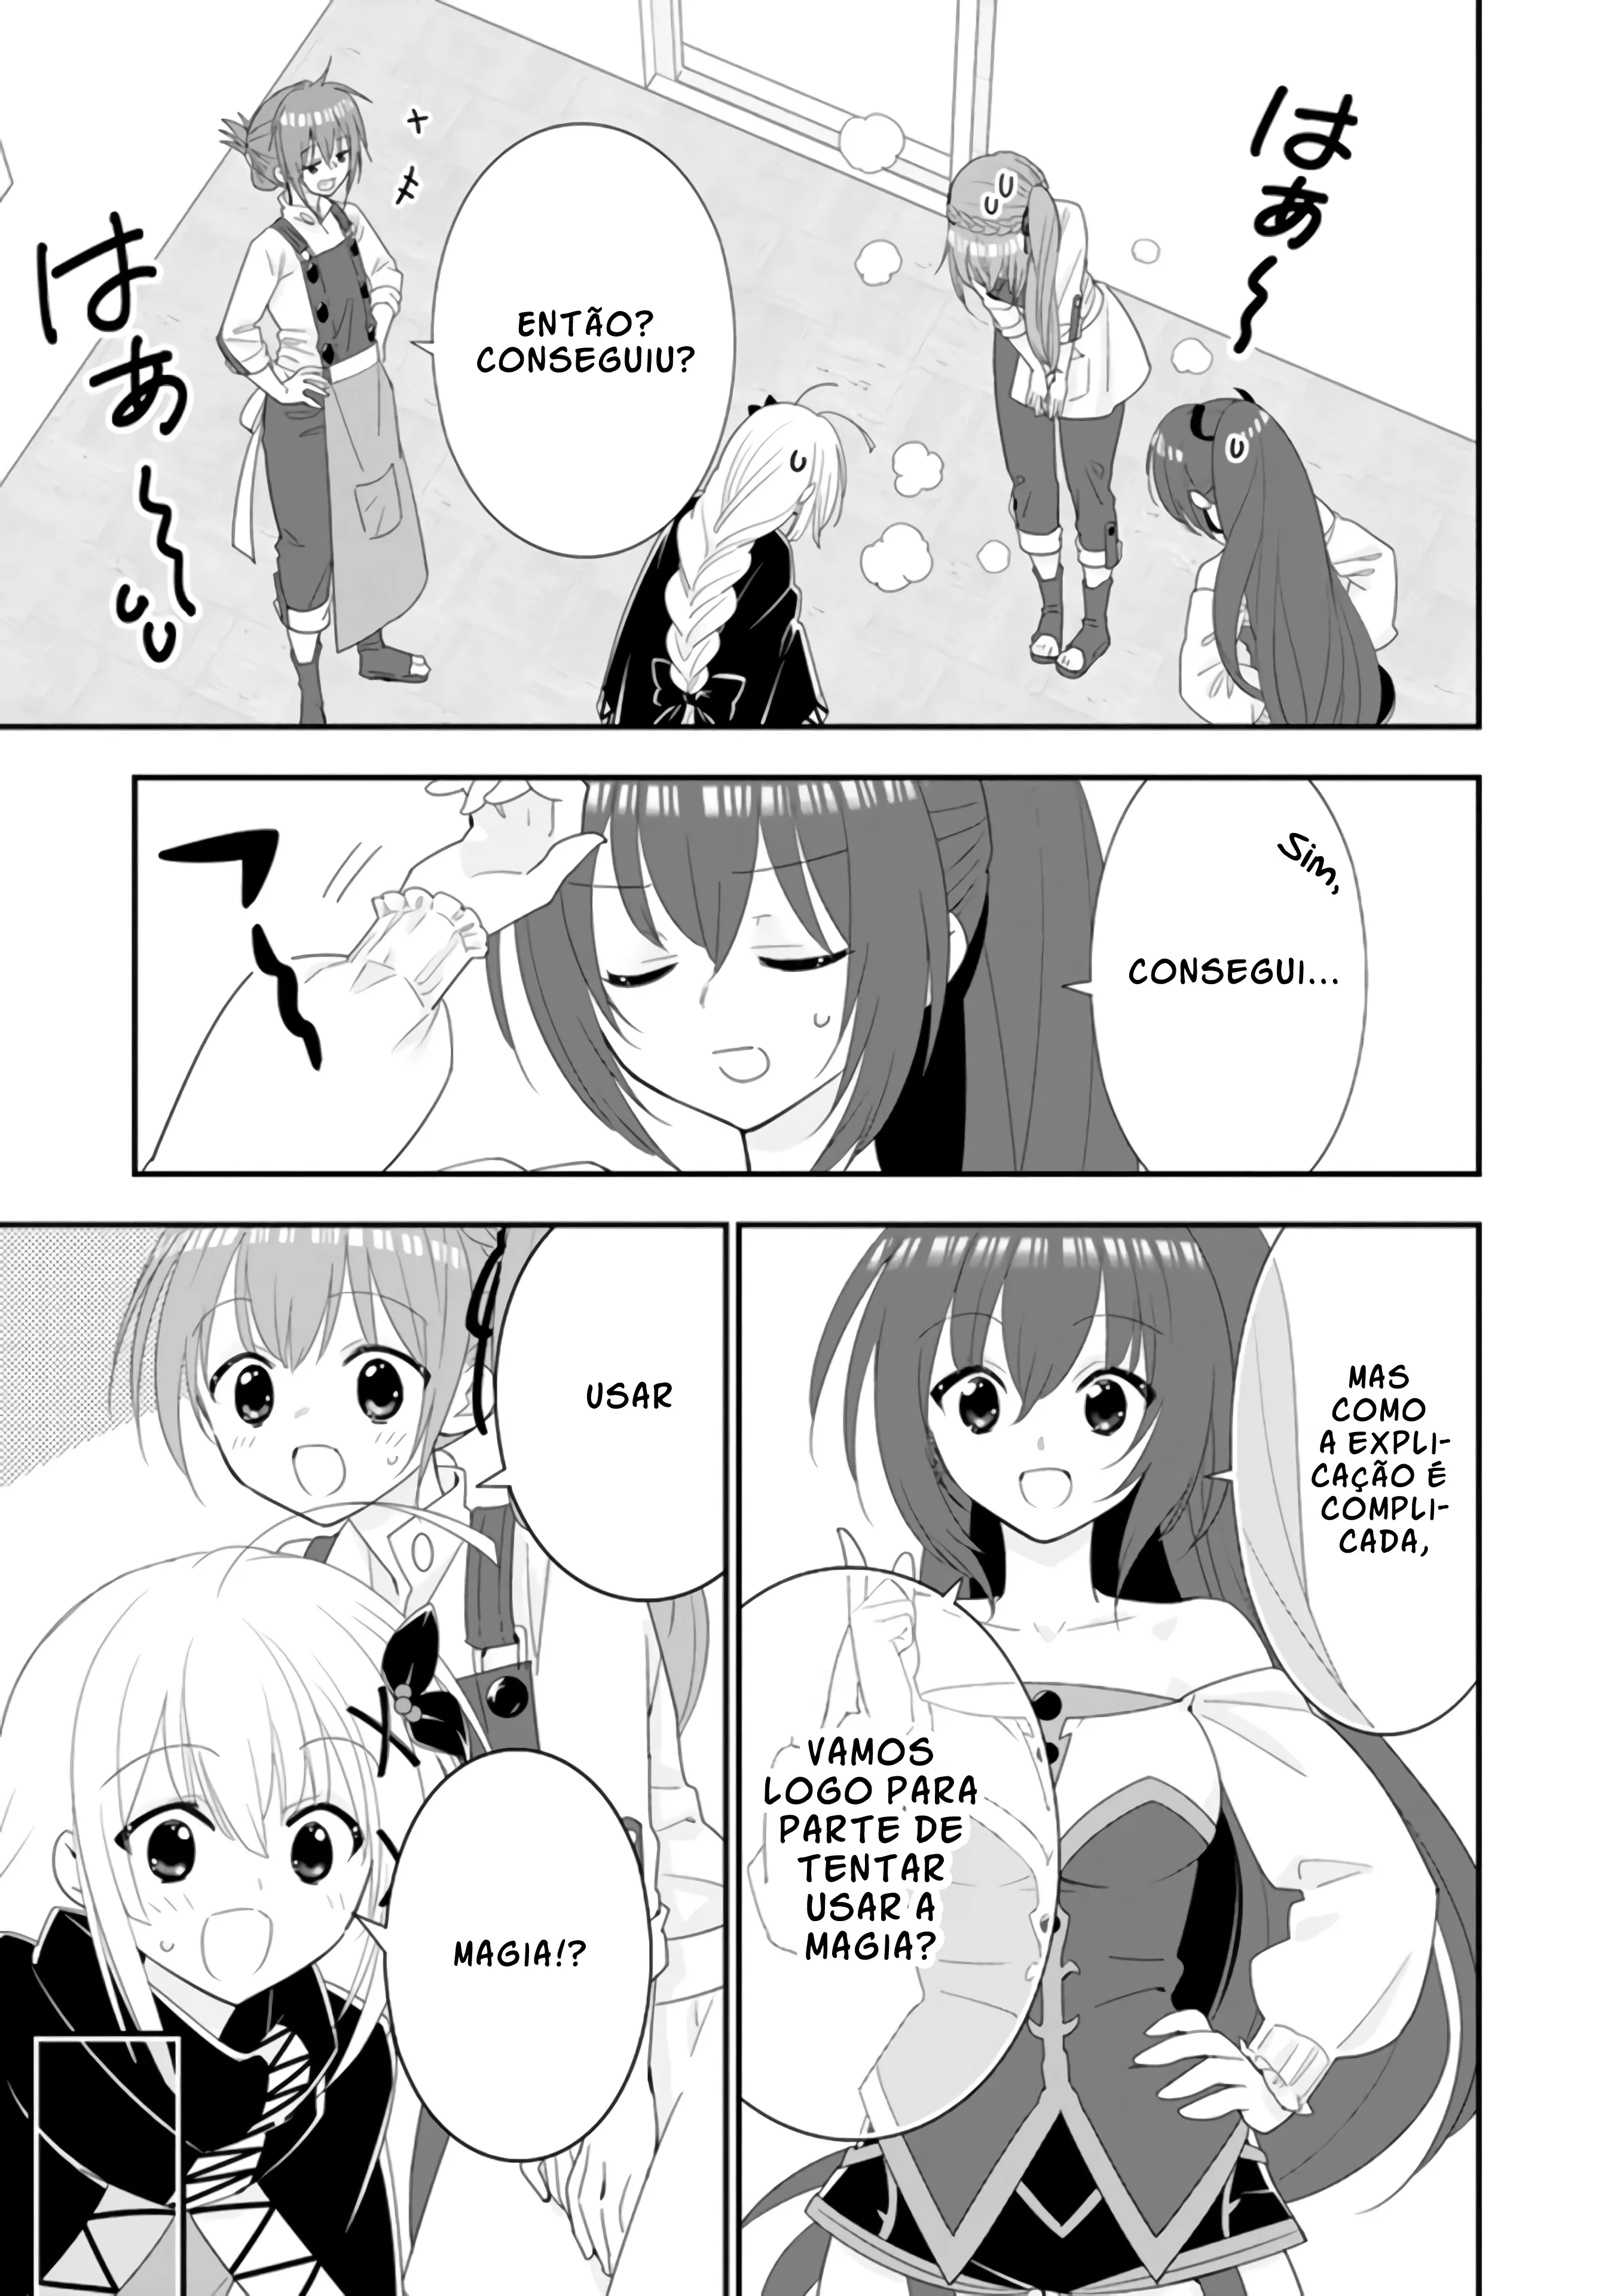 はぁ〜
ENTÃO?
CONSEGUIU?
はぁ〜
Sim,
CONSEGUI...
フ〜
MAS
COMO
A EXPLI-
CAÇÃO É
COMPLI-
CADA,
VAMOS
LOGO PARA
PARTE DE
TENTAR
USAR A
MAGIA?
USAR
MAGIA!?